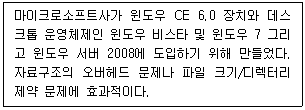 마이크로소프트사가 윈도우 CE 6.0 장치와 데스
크톱 운영체제인 윈도우 비스타 및 윈도우 7 그리
고 윈도우 서버 2008에 도입하기 위해 만들었다.
자료구조의 오버헤드 문제나 파일 크기/디렉터리
제약 문제에 효과적이다.